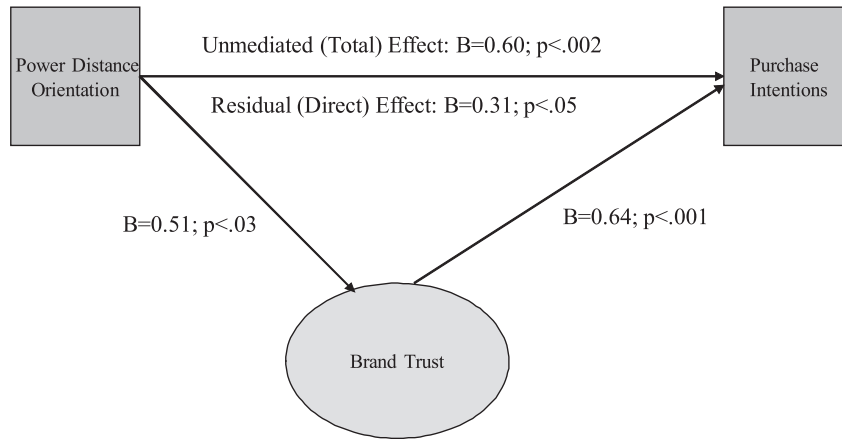 Power Distance
Orientation
Unmediated (Total) Effect: B=0.60; p<.002
Residual (Direct) Effect: B=0.31; p<.05
Purchase
Intentions
B=0.51; p<.03
B=0.64; p<.001
Brand Trust